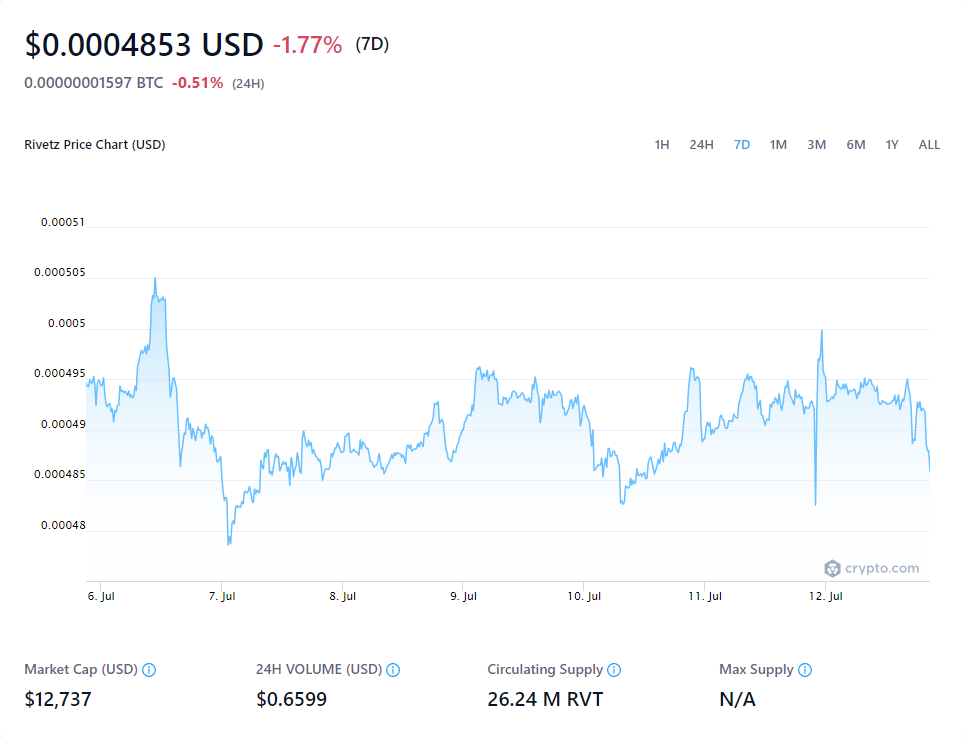 $0.0004853 USD -1.77% (7D)
0.00000001597 BTC -0.51% (24H)
Rivetz Price Chart (USD) 1H 24H 7D 1M 3M 6M 1Y ALL
0.00051
0.000505
0.0005
0.000495
0.00049
0.000485
0.00048
crypto.com
6. Jul 7. Jul 8. Jul 9. Jul 10. Jul 11. Jul 12. Jul
Market Cap (USD) 24H VOLUME (USD) Circulating Supply Max Supply
$12,737 $0.6599 26.24 M RVT N/A